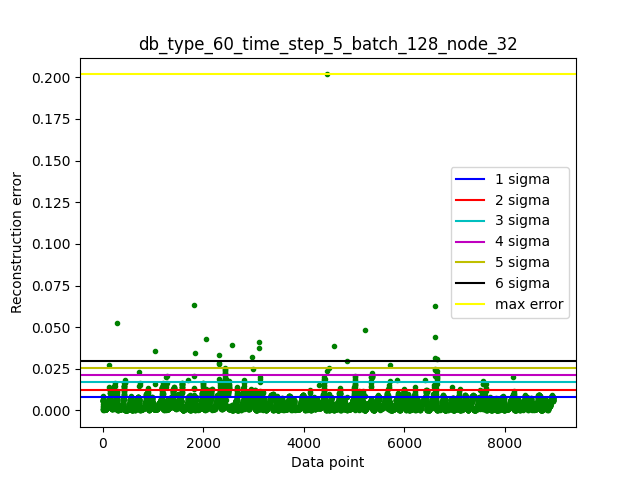 db_type_60_time_step_5_batch_128_node_32
0.200
0.175
0.150
0.125
0.100
0.075
0.050
0.025
0.000
Reconstruction error
1 sigma
2 sigma
3 sigma
4 sigma
5 sigma
6 sigma
max error
0 2000 4000 6000 8000
Data point